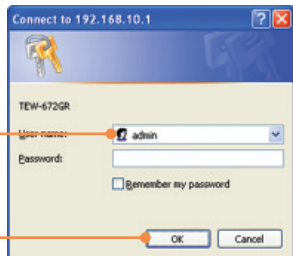 Connect to 192.168.10.1
TEW-672GR
User name:
admin
Password:
Remember my password
OK
Cancel